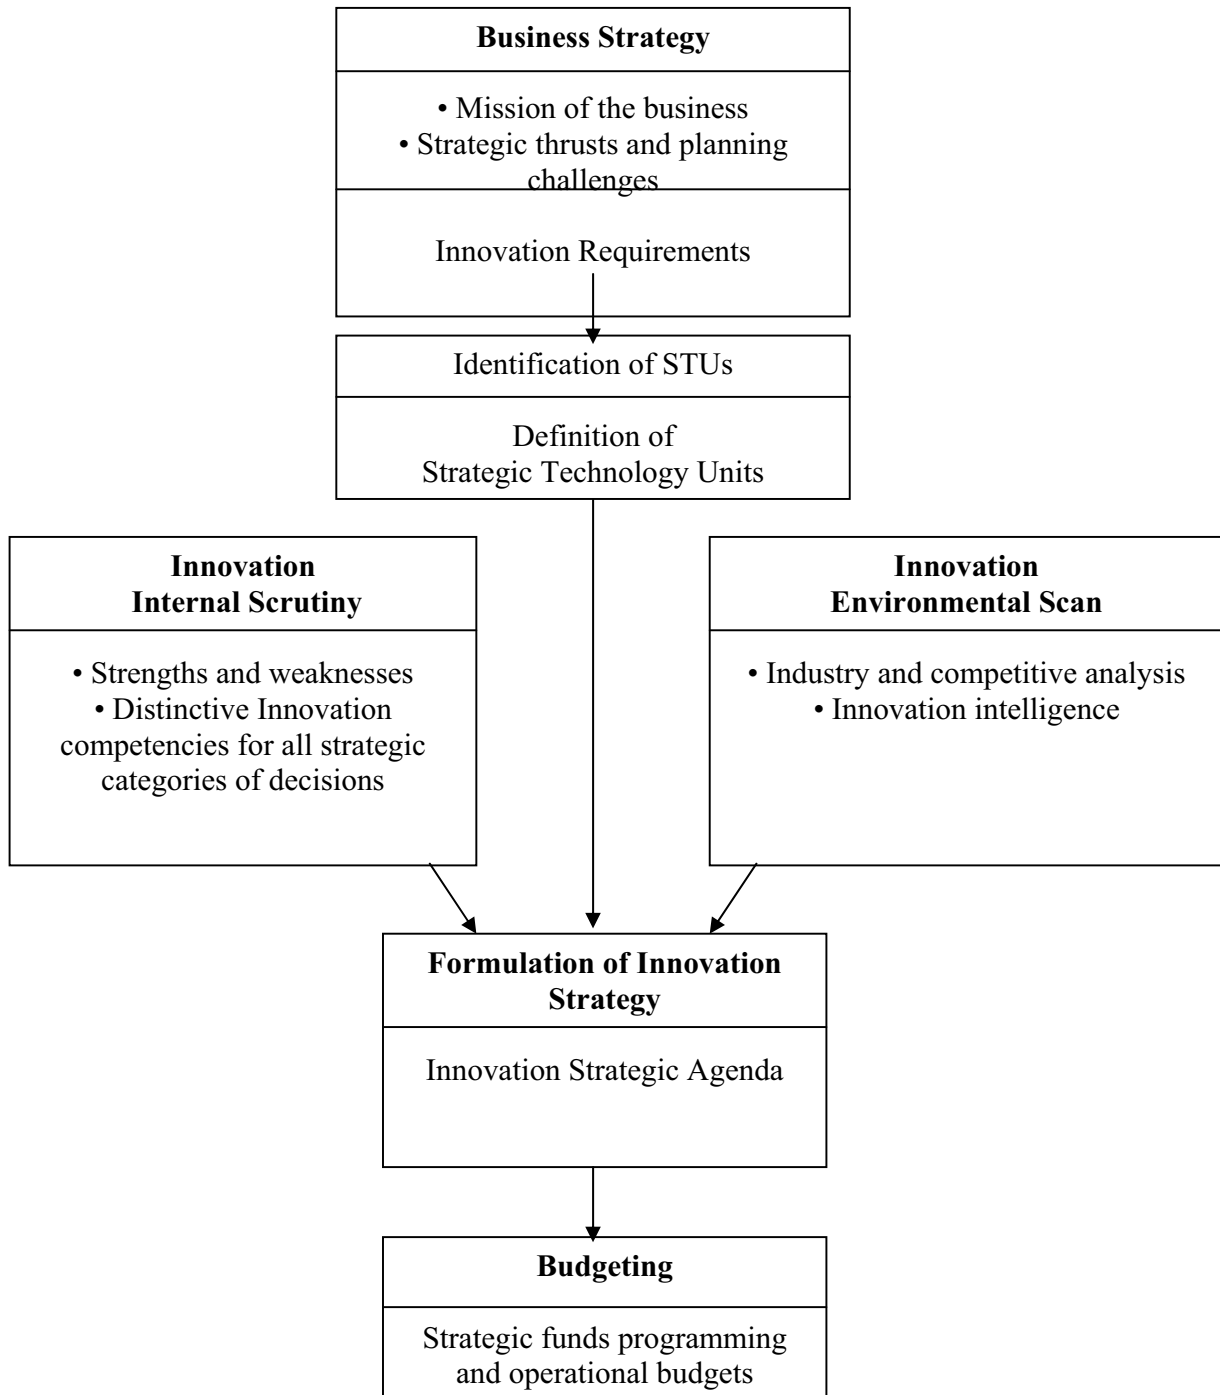 Business Strategy
• Mission of the business
• Strategic thrusts and planning
challenges
Innovation Requirements
Identification of STUs
Definition of
Strategic Technology Units
Innovation
Internal Scrutiny
• Strengths and weaknesses
• Distinctive Innovation
competencies for all strategic
categories of decisions
Innovation
Environmental Scan
• Industry and competitive analysis
• Innovation intelligence
Formulation of Innovation
Strategy
Innovation Strategic Agenda
Budgeting
Strategic funds programming
and operational budgets